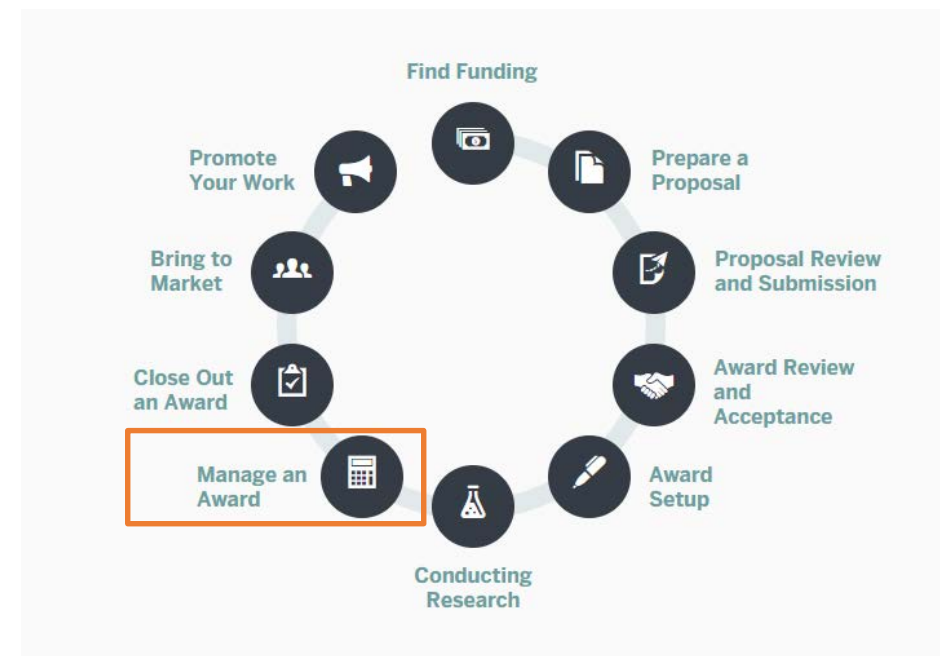 Find Funding
Prepare a
Proposal
Proposal Review
and Submission
Award Review
and
Acceptance
Award
Setup
Conducting
Research
Manage an
Award
Close Out
an Award
Bring to
Market
Promote
Your Work